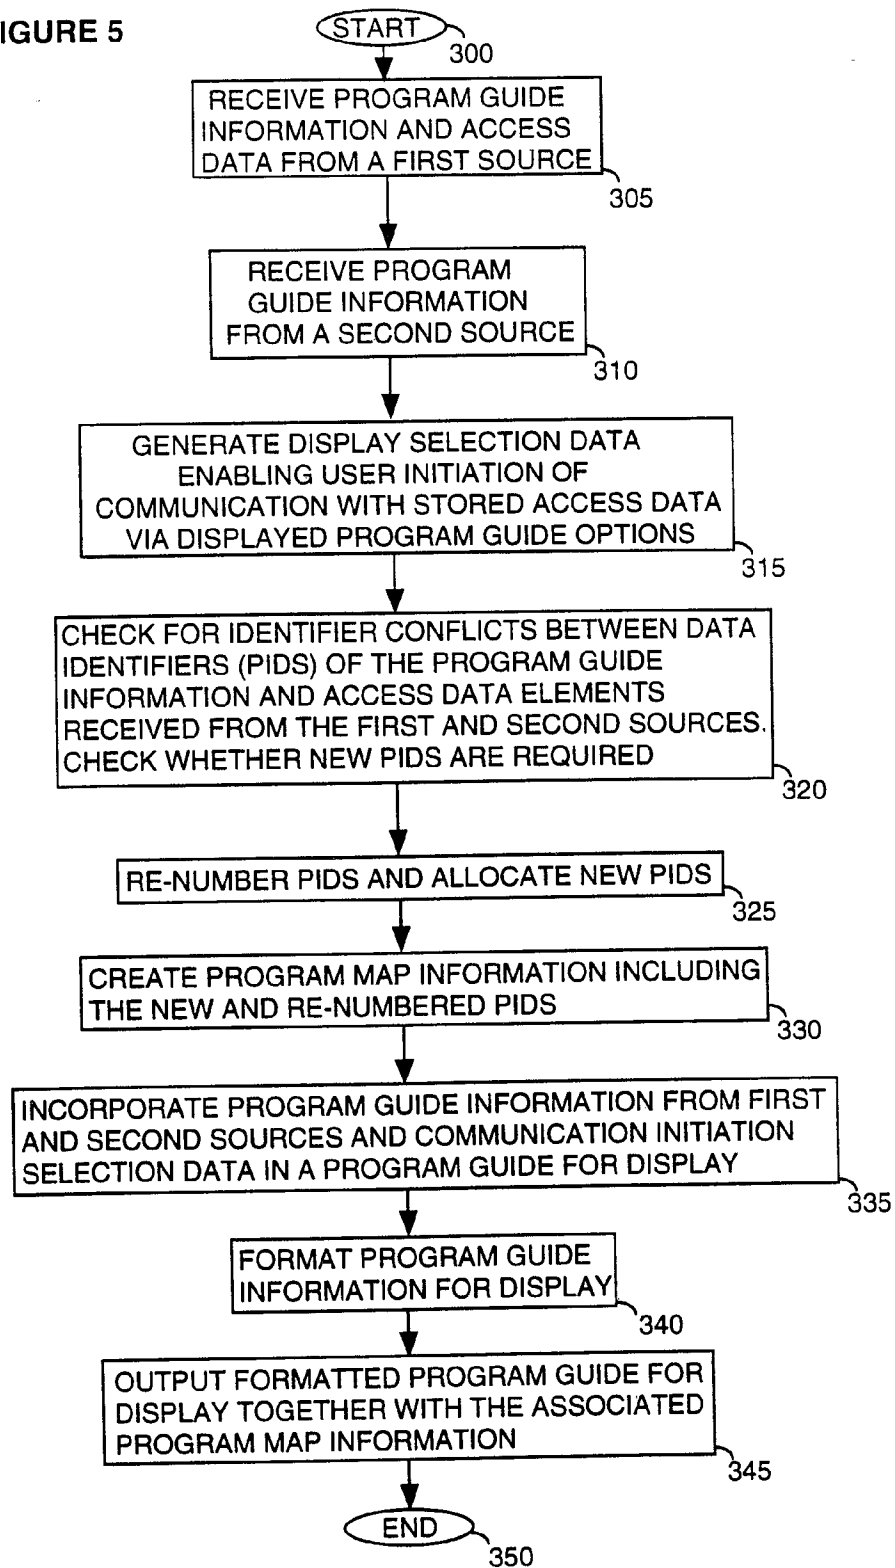 IGURE 5
START
300
RECEIVE PROGRAM GUIDE
INFORMATION AND ACCESS
DATA FROM A FIRST SOURCE
305
RECEIVE PROGRAM
GUIDE INFORMATION
FROM A SECOND SOURCE
310
GENERATE DISPLAY SELECTION DATA
ENABLING USER INITIATION OF
COMMUNICATION WITH STORED ACCESS DATA
VIA DISPLAYED PROGRAM GUIDE OPTIONS
315
CHECK FOR IDENTIFIER CONFLICTS BETWEEN DATA
IDENTIFIERS (PIDS) OF THE PROGRAM GUIDE
INFORMATION AND ACCESS DATA ELEMENTS
RECEIVED FROM THE FIRST AND SECOND SOURCES.
CHECK WHETHER NEW PIDS ARE REQUIRED
320
RE-NUMBER PIDS AND ALLOCATE NEW PIDS
325
CREATE PROGRAM MAP INFORMATION INCLUDING
THE NEW AND RE-NUMBERED PIDS
330
INCORPORATE PROGRAM GUIDE INFORMATION FROM FIRST
AND SECOND SOURCES AND COMMUNICATION INITIATION
SELECTION DATA IN A PROGRAM GUIDE FOR DISPLAY
335
FORMAT PROGRAM GUIDE
INFORMATION FOR DISPLAY
340
OUTPUT FORMATTED PROGRAM GUIDE FOR
DISPLAY TOGETHER WITH THE ASSOCIATED
PROGRAM MAP INFORMATION
345
END
350